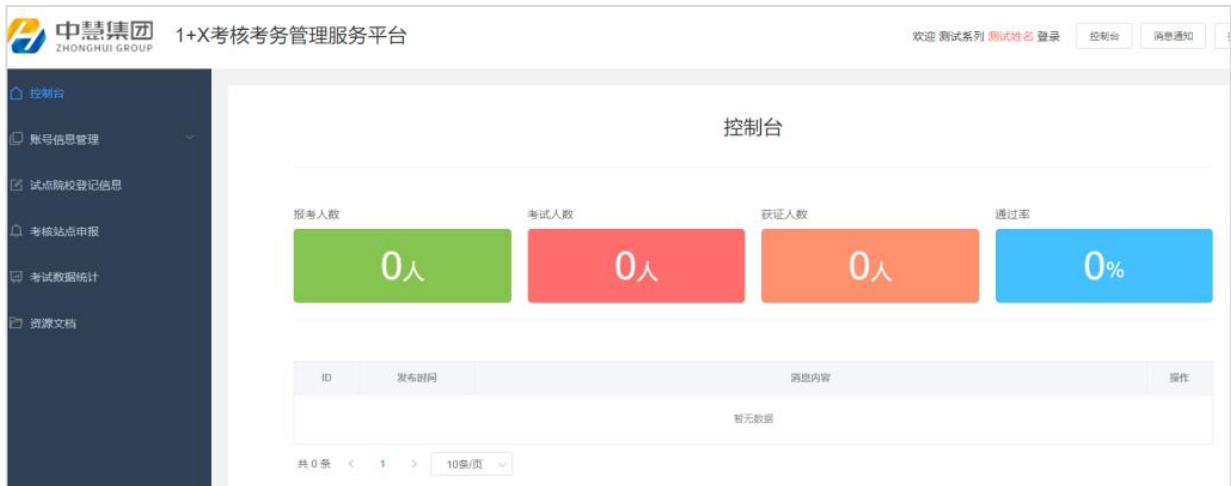 中慧集团
ZHONGHUI GROUP
1+X考核考务管理服务平台
欢迎 测试系列 测试姓名 登录
控制台
消息通知
控制台
账号信息管理
试点院校登记信息
考核站点申报
考试数据统计
资源文档
控制台
报考人数 考试人数 获证人数 通过率
0人 0人 0人 0%
ID 发布时间 消息内容 操作
暂无数据
共 0 条 < 1 > 10条/页